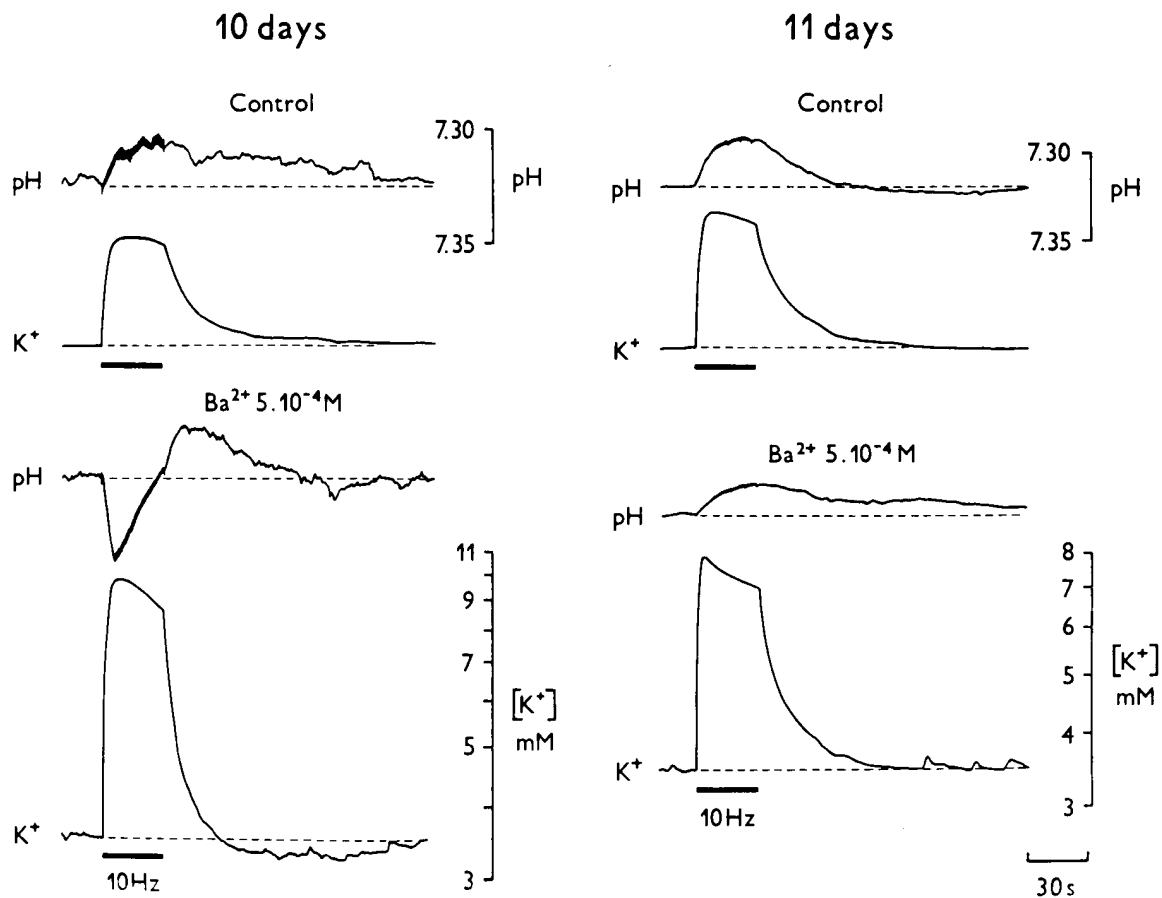 10 days
Control
pH
7.30
pH
7.35
K⁺
Ba²⁺ 5.10⁻⁴M
pH
11
9
7
[K⁺]
mM
5
K⁺
3
10Hz
11 days
Control
pH
7.30
pH
7.35
K⁺
Ba²⁺ 5.10⁻⁴M
pH
8
7
6
[K⁺]
mM
5
4
K⁺
3
10Hz
30s